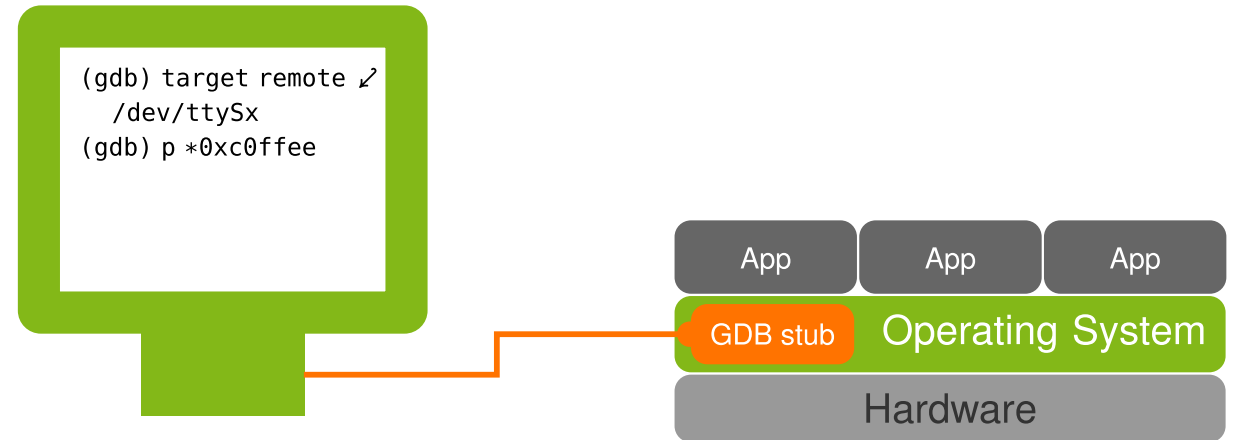 (gdb) target remote ⤦
/dev/ttySx
(gdb) p *0xc0ffee
App App App
GDB stub Operating System
Hardware